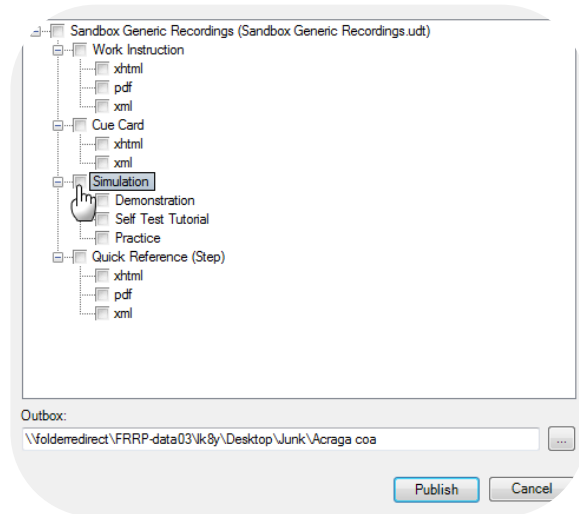 Sandbox Generic Recordings (Sandbox Generic Recordings.udt)
Work Instruction
xhtml
pdf
xml
Cue Card
xhtml
xml
Simulation
Demonstration
Self Test Tutorial
Practice
Quick Reference (Step)
xhtml
pdf
xml
Outbox:
\\folderredirect\FRRP-data03\lk8y\Desktop\Junk\Acraga coa
...
Publish Cancel